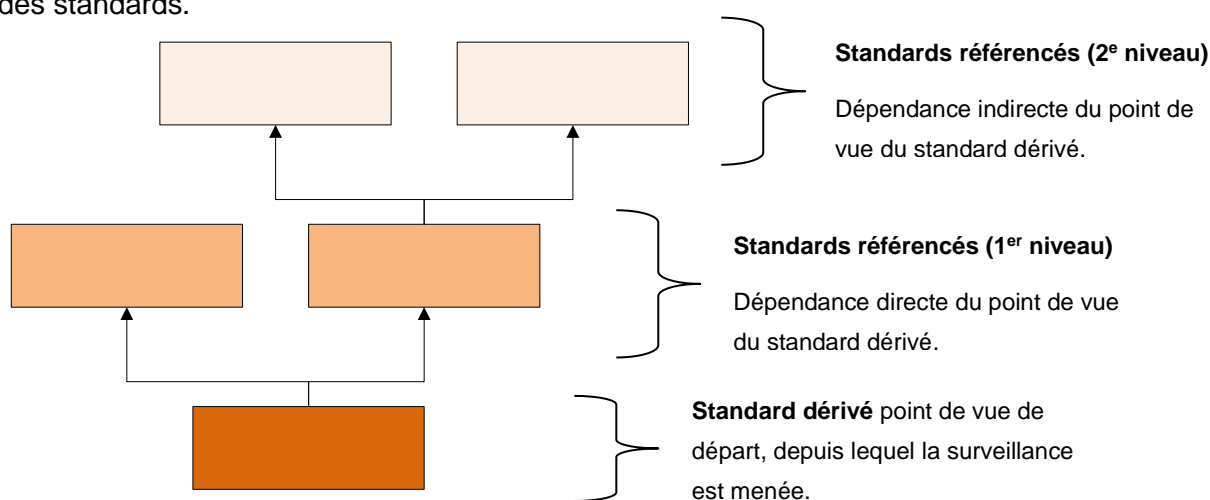 des standards.
Standards référencés (2e niveau)
Dépendance indirecte du point de
vue du standard dérivé.
Standards référencés (1er niveau)
Dépendance directe du point de vue
du standard dérivé.
Standard dérivé point de vue de
départ, depuis lequel la surveillance
est menée.